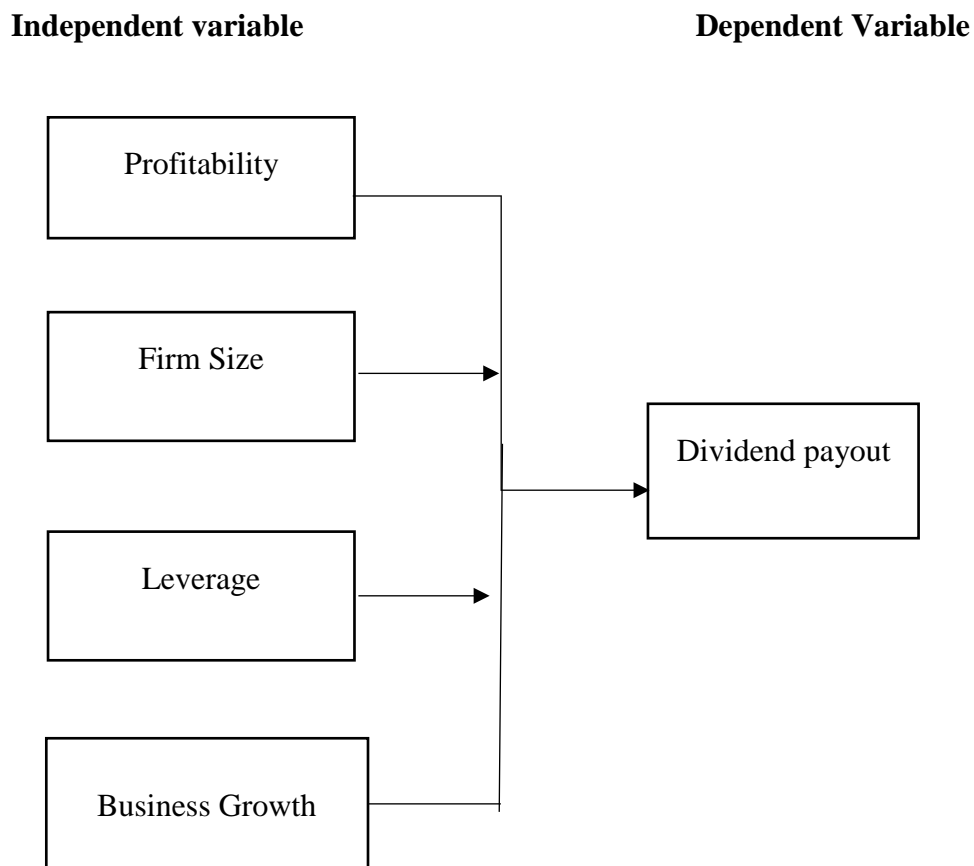 Independent variable
Dependent Variable
Profitability
Firm Size
Dividend payout
Leverage
Business Growth